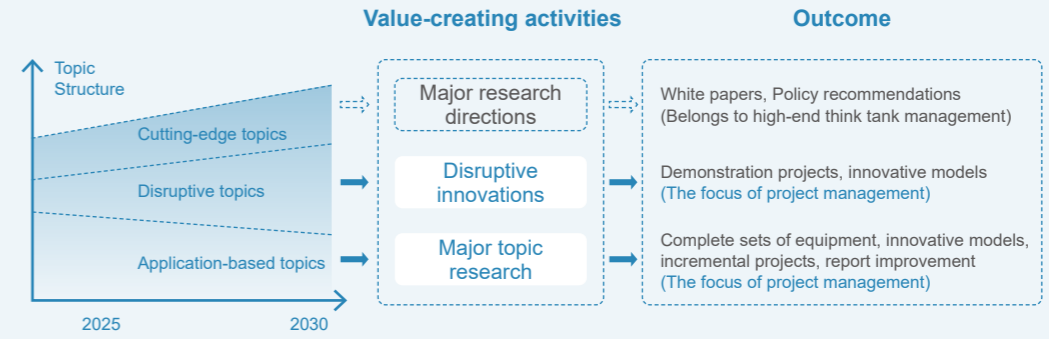 Value-creating activities
Outcome
Topic
Structure
Cutting-edge topics
Disruptive topics
Application-based topics
2025
2030
Major research
directions
Disruptive
innovations
Major topic
research
White papers, Policy recommendations
(Belongs to high-end think tank management)
Demonstration projects, innovative models
(The focus of project management)
Complete sets of equipment, innovative models,
incremental projects, report improvement
(The focus of project management)